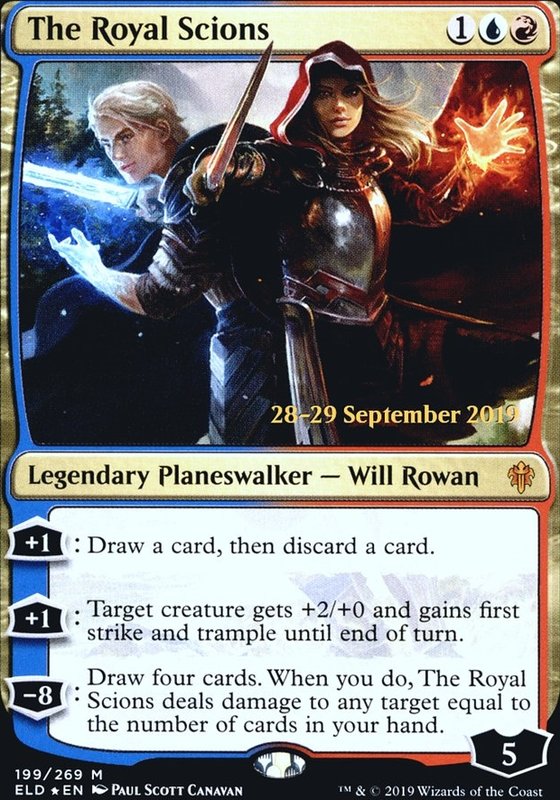 The Royal Scions 1
28-29 September 2019
Legendary Planeswalker — Will Rowan
+1 : Draw a card, then discard a card.
+1 : Target creature gets +2/+0 and gains first
strike and trample until end of turn.
-8 : Draw four cards. When you do, The Royal
Scions deals damage to any target equal to
the number of cards in your hand.
5
199/269 M
ELD ★ EN Paul Scott Canavan
™ & © 2019 Wizards of the Coast